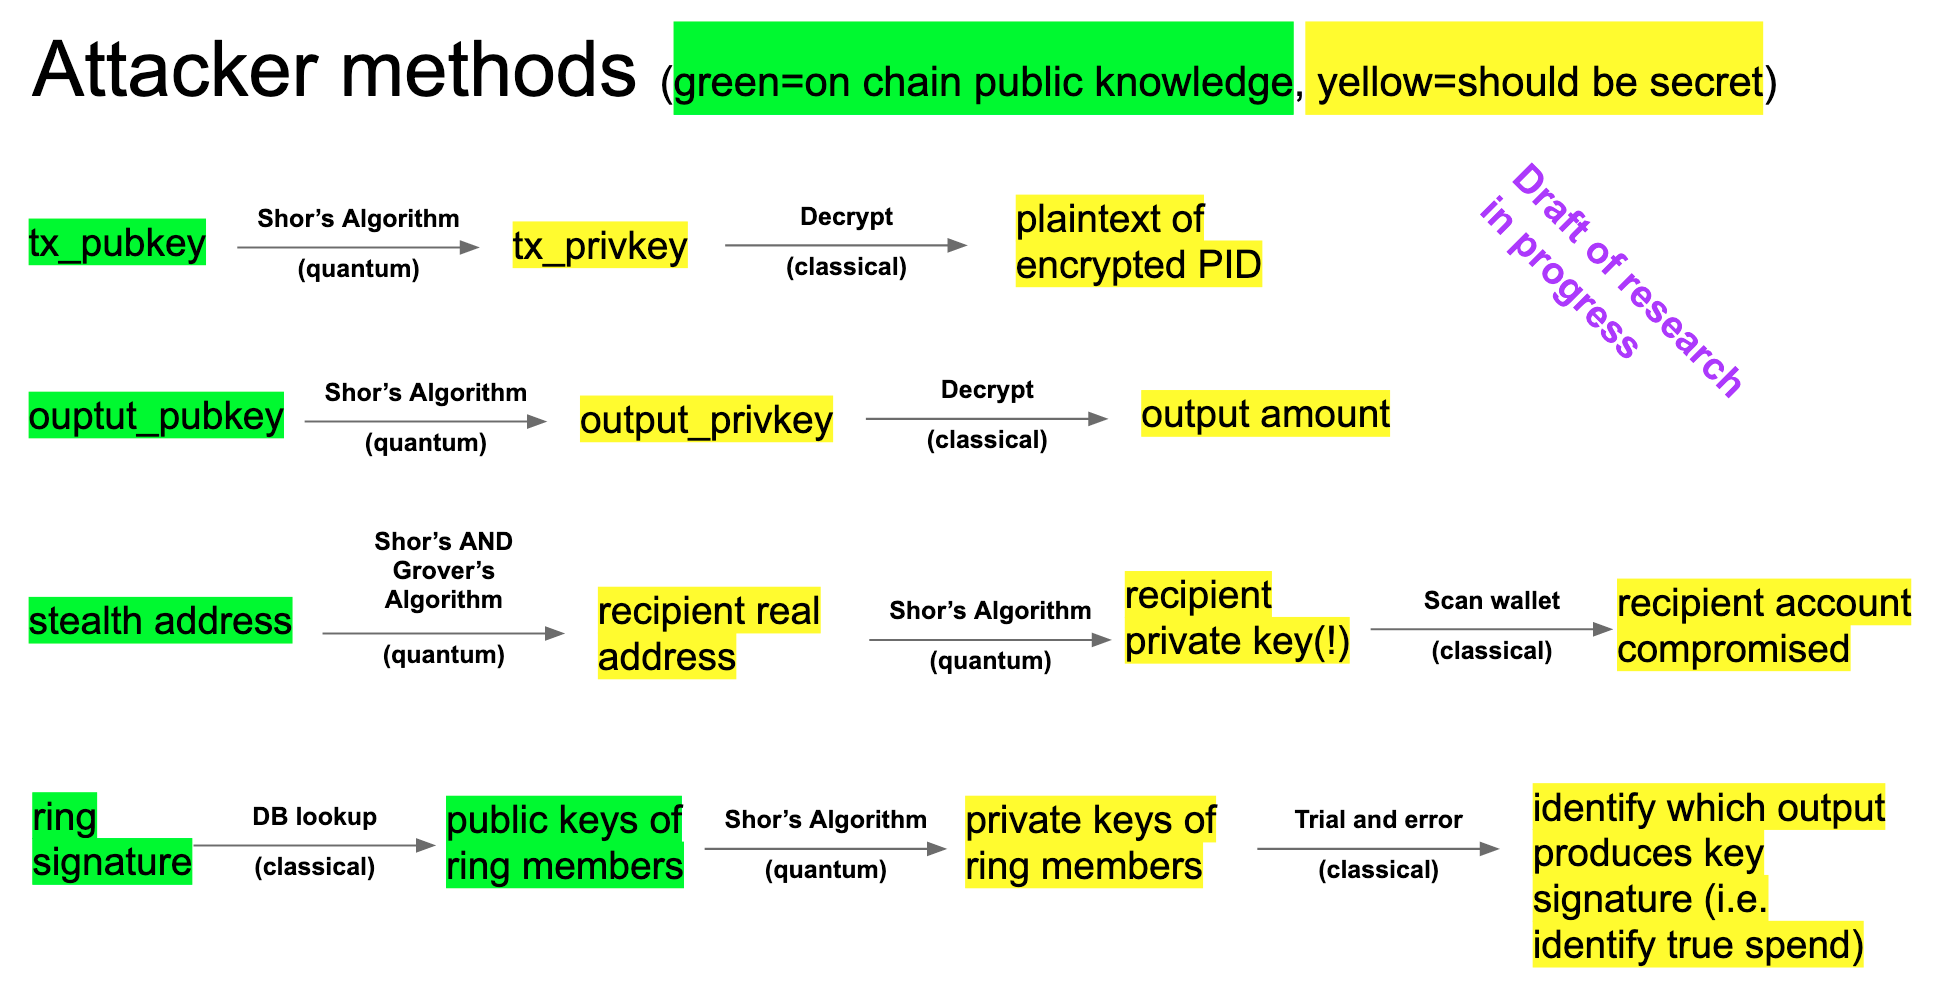 Attacker methods (green=on chain public knowledge, yellow=should be secret)
Draft of research
in progress
tx_pubkey
Shor's Algorithm
(quantum)
tx_privkey
Decrypt
(classical)
plaintext of
encrypted PID
ouptut_pubkey
Shor's Algorithm
(quantum)
output_privkey
Decrypt
(classical)
output amount
stealth address
Shor's AND
Grover's
Algorithm
(quantum)
recipient real
address
Shor's Algorithm
(quantum)
recipient
private key(!)
Scan wallet
(classical)
recipient account
compromised
ring
signature
DB lookup
(classical)
public keys of
ring members
Shor's Algorithm
(quantum)
private keys of
ring members
Trial and error
(classical)
identify which output
produces key
signature (i.e.
identify true spend)